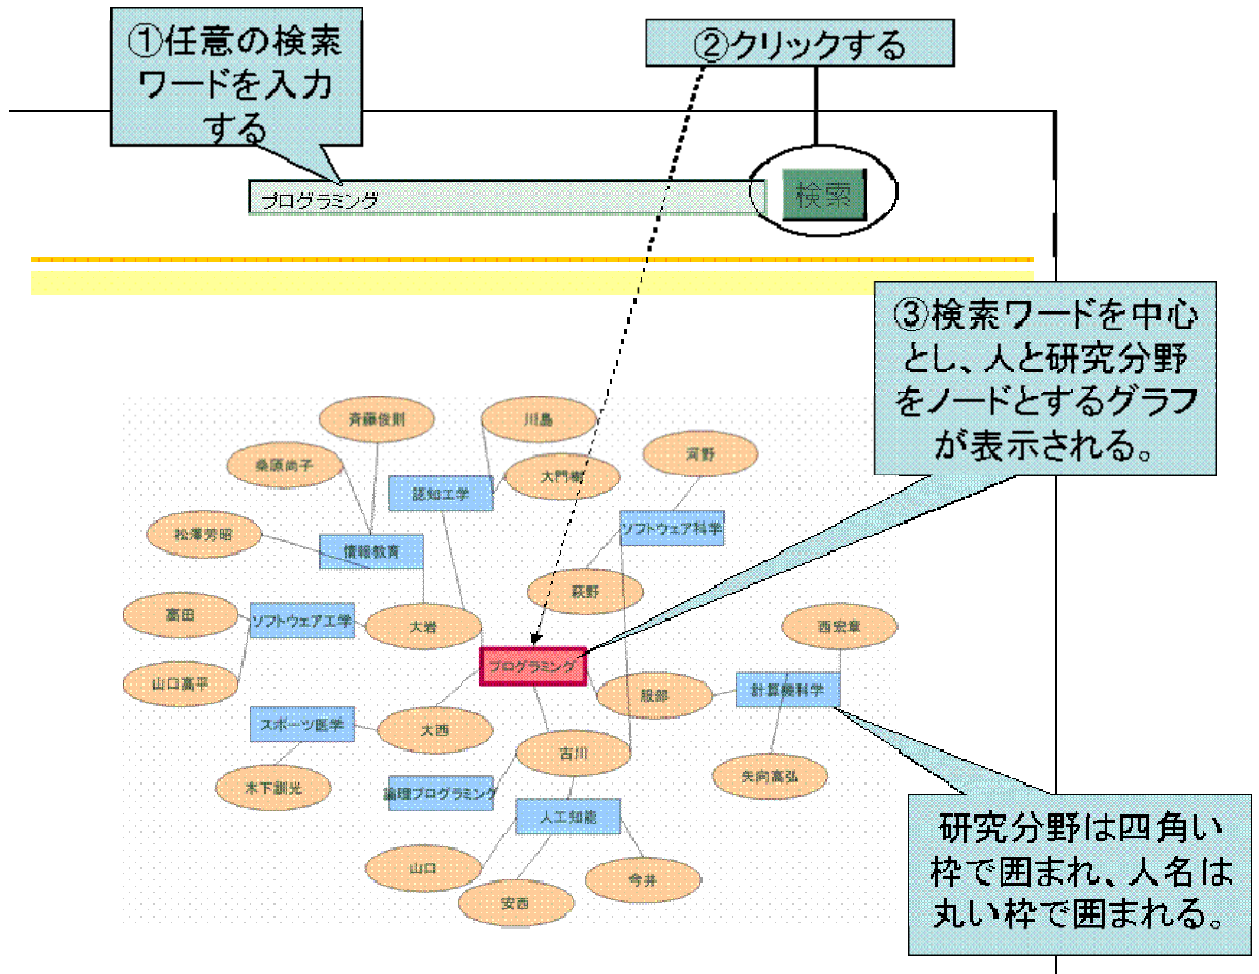 ①任意の検索
ワードを入力
する
②クリックする
プログラミング
検索
③検索ワードを中心
とし、人と研究分野
をノードとするグラフ
が表示される。
斉藤俊則
川島
桑原尚子
河野
認知工学
大門樹
松澤芳昭
情報教育
ソフトウェア科学
萩野
高田
ソフトウェア工学
大岩
西宏章
プログラミング
山口高平
服部
計算機科学
スポーツ医学
大西
古川
木下訓光
論理プログラミング
矢向高弘
人工知能
山口
今井
安西
研究分野は四角い
枠で囲まれ、人名は
丸い枠で囲まれる。